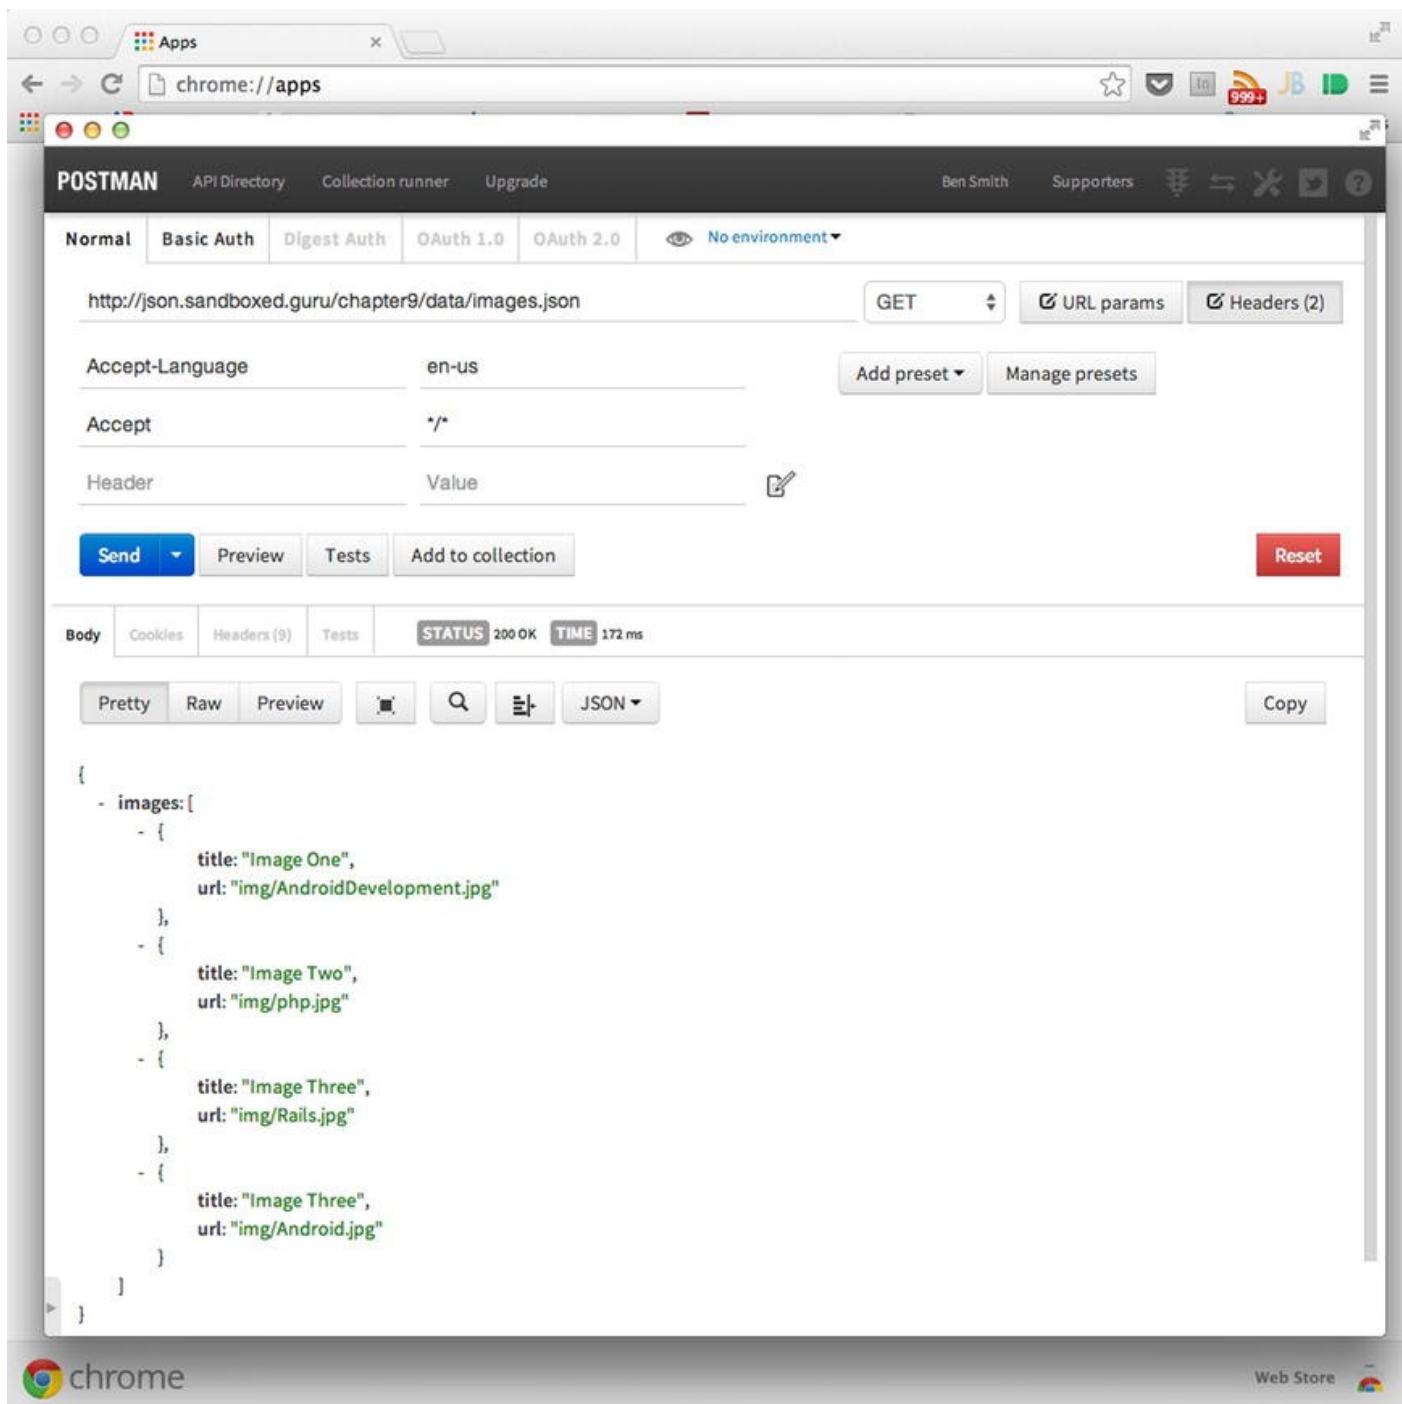 Apps
chrome://apps
999+
JB
POSTMAN API Directory Collection runner Upgrade Ben Smith Supporters
Normal Basic Auth Digest Auth OAuth 1.0 OAuth 2.0 No environment
http://json.sandboxed.guru/chapter9/data/images.json GET URL params Headers (2)
Accept-Language en-us Add preset Manage presets
Accept */*
Header Value
Send Preview Tests Add to collection Reset
Body Cookies Headers (9) Tests STATUS 200 OK TIME 172 ms
Pretty Raw Preview JSON Copy
{
- images: [
- {
title: "Image One",
url: "img/AndroidDevelopment.jpg"
},
- {
title: "Image Two",
url: "img/php.jpg"
},
- {
title: "Image Three",
url: "img/Rails.jpg"
},
- {
title: "Image Three",
url: "img/Android.jpg"
}
]
}
chrome Web Store